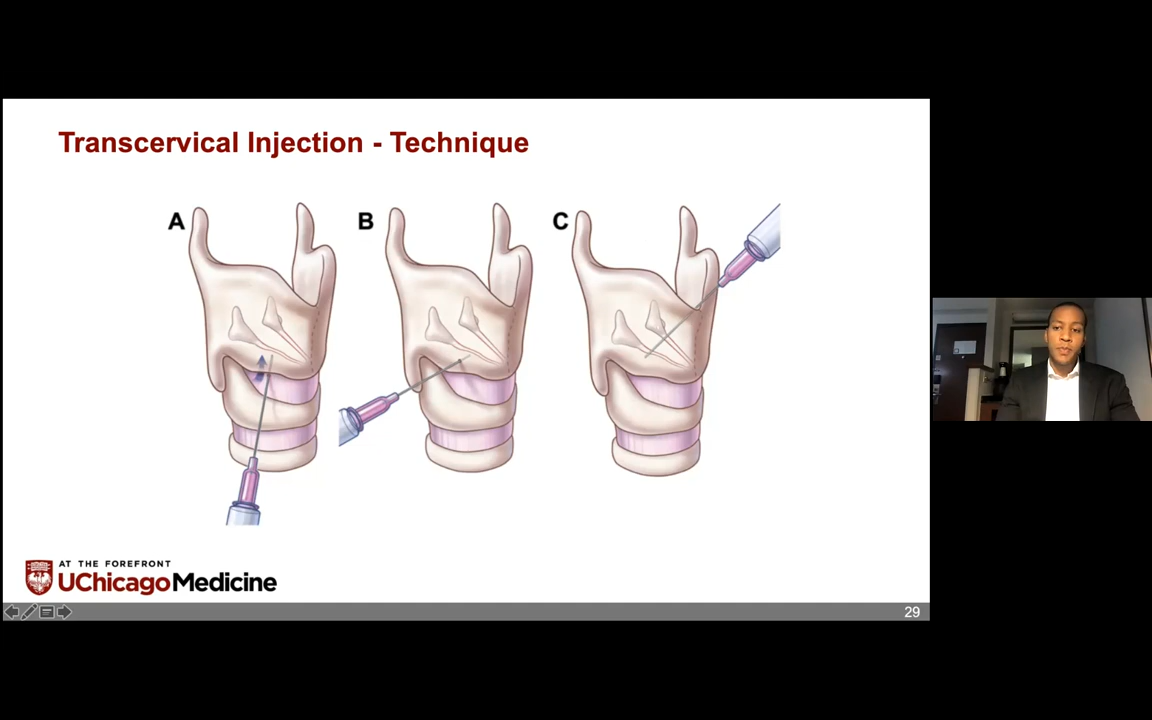 Transcervical Injection - Technique
A
B
C
AT THE FOREFRONT
UChicagoMedicine
29